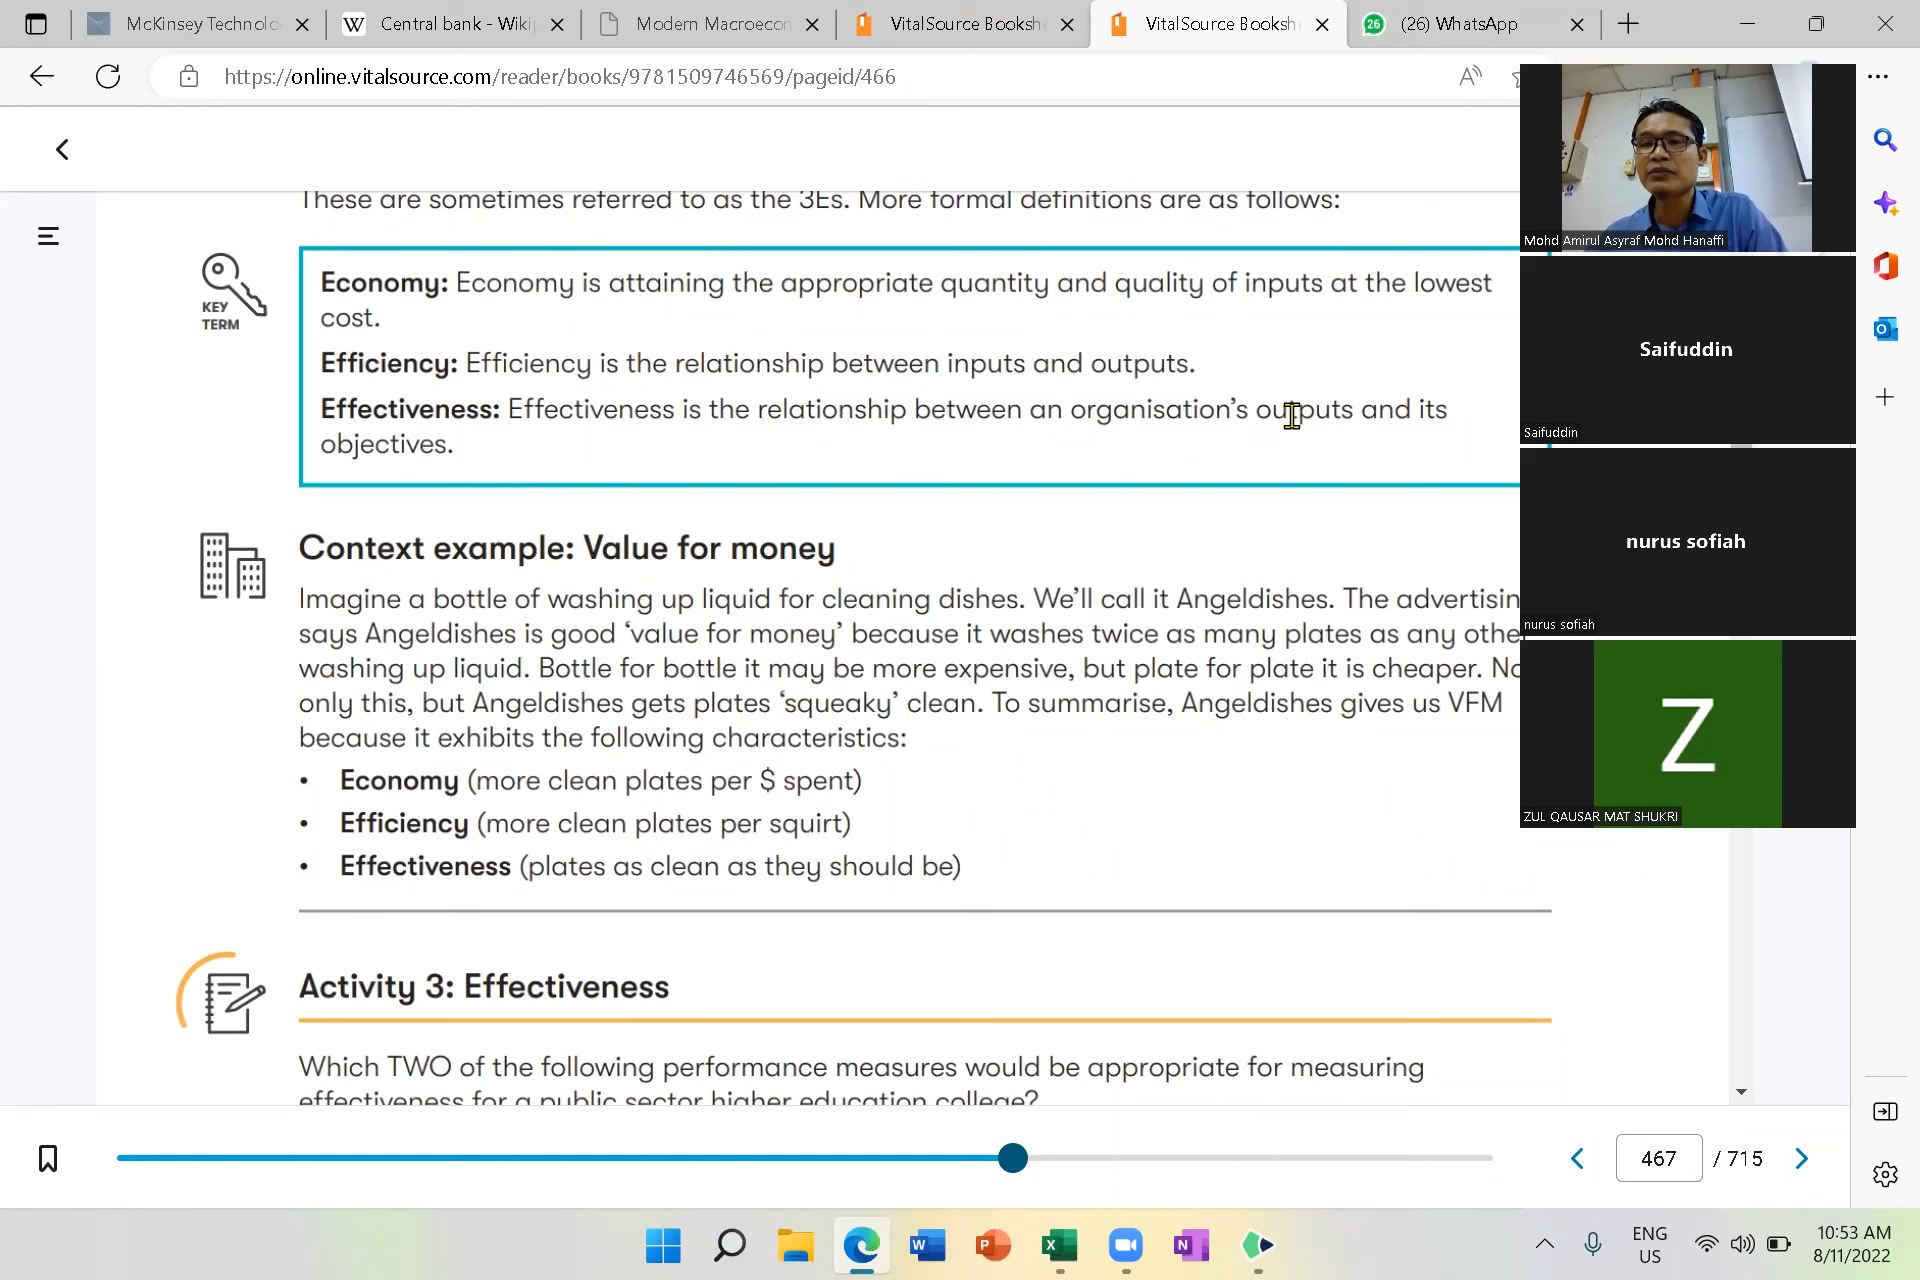 McKinsey Technolo
Central bank - Wiki
Modern Macroecon
VitalSource Bookshe
VitalSource Bookshe
26
(26) WhatsApp
https://online.vitalsource.com/reader/books/9781509746569/pageid/466
These are sometimes referred to as the 3Es. More formal definitions are as follows:
KEY
TERM
Economy: Economy is attaining the appropriate quantity and quality of inputs at the lowest
cost.
Efficiency: Efficiency is the relationship between inputs and outputs.
Effectiveness: Effectiveness is the relationship between an organisation's outputs and its
objectives.
Context example: Value for money
Imagine a bottle of washing up liquid for cleaning dishes. We'll call it Angeldishes. The advertisin
says Angeldishes is good 'value for money' because it washes twice as many plates as any othe
washing up liquid. Bottle for bottle it may be more expensive, but plate for plate it is cheaper. No
only this, but Angeldishes gets plates 'squeaky' clean. To summarise, Angeldishes gives us VFM
because it exhibits the following characteristics:
• Economy (more clean plates per $ spent)
• Efficiency (more clean plates per squirt)
• Effectiveness (plates as clean as they should be)
Activity 3: Effectiveness
Which TWO of the following performance measures would be appropriate for measuring
effectiveness for a public sector higher education college?
Mohd Amirul Asyraf Mohd Hanaffi
Saifuddin
Saifuddin
nurus sofiah
nurus sofiah
Z
ZUL QAUSAR MAT SHUKRI
467 / 715
ENG
US
10:53 AM
8/11/2022